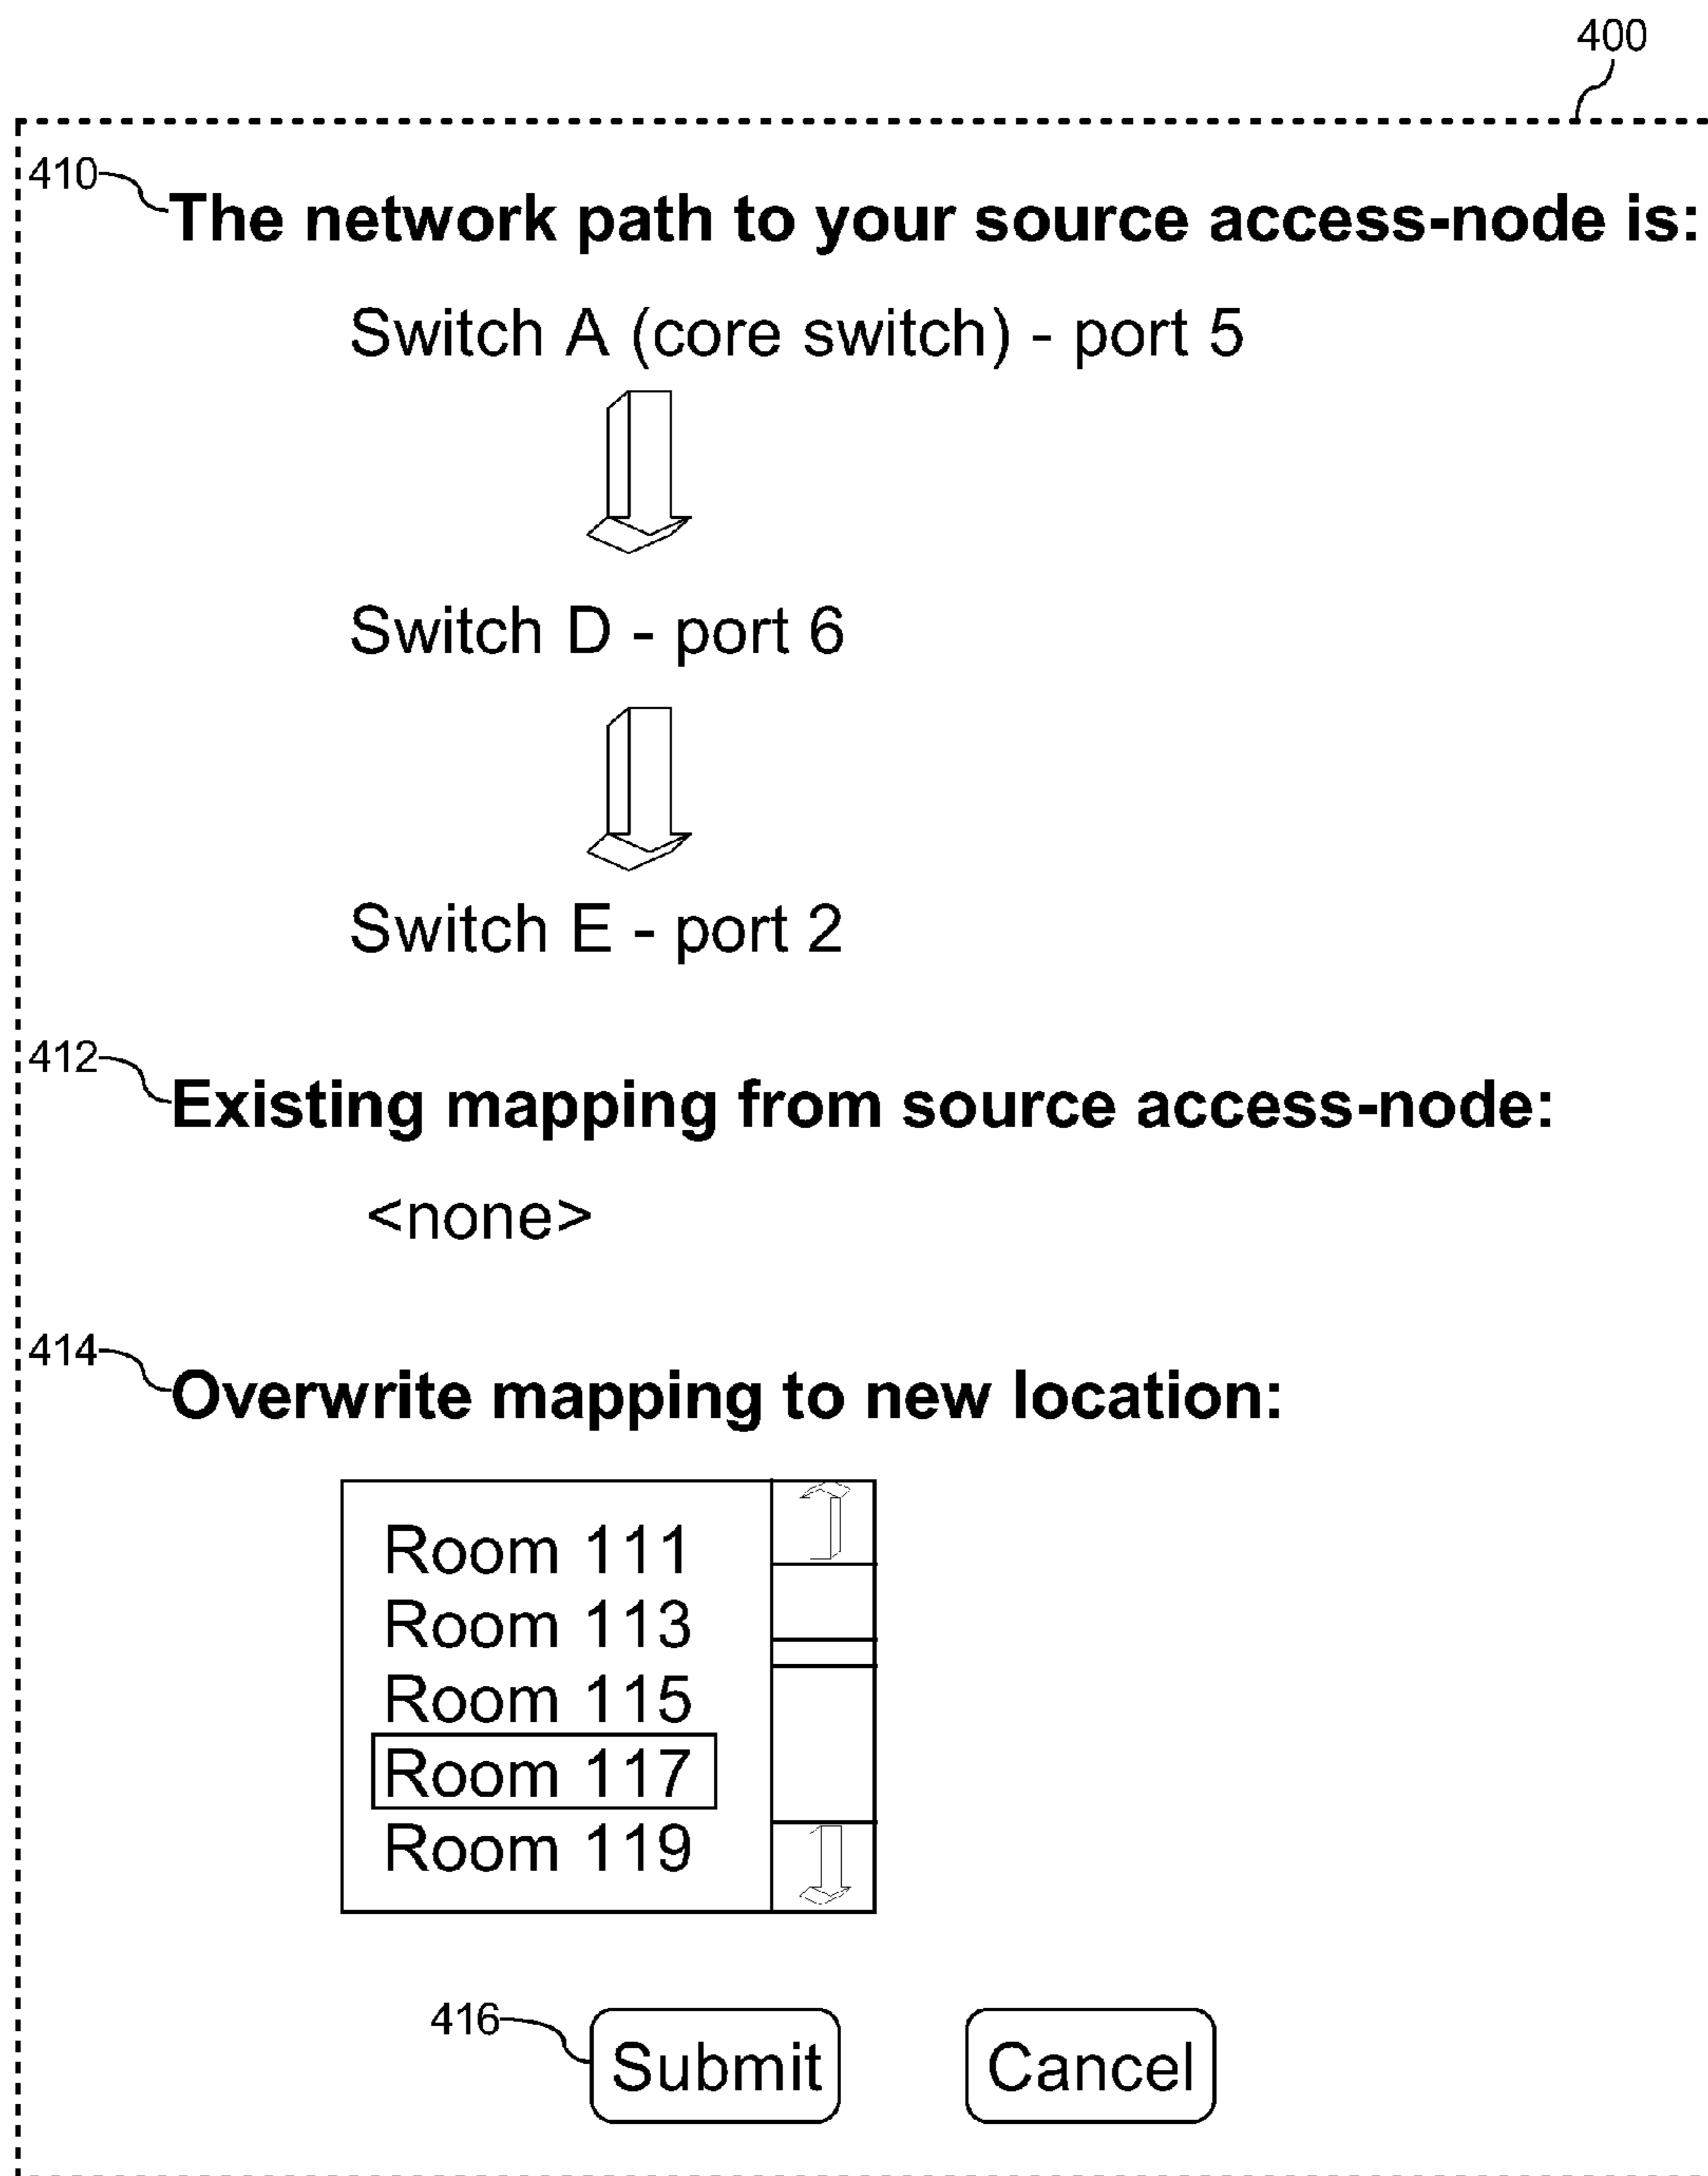 400
410
The network path to your source access-node is:
Switch A (core switch) - port 5
Switch D - port 6
Switch E - port 2
412
Existing mapping from source access-node:
<none>
414
Overwrite mapping to new location:
Room 111
Room 113
Room 115
Room 117
Room 119
416
Submit
Cancel